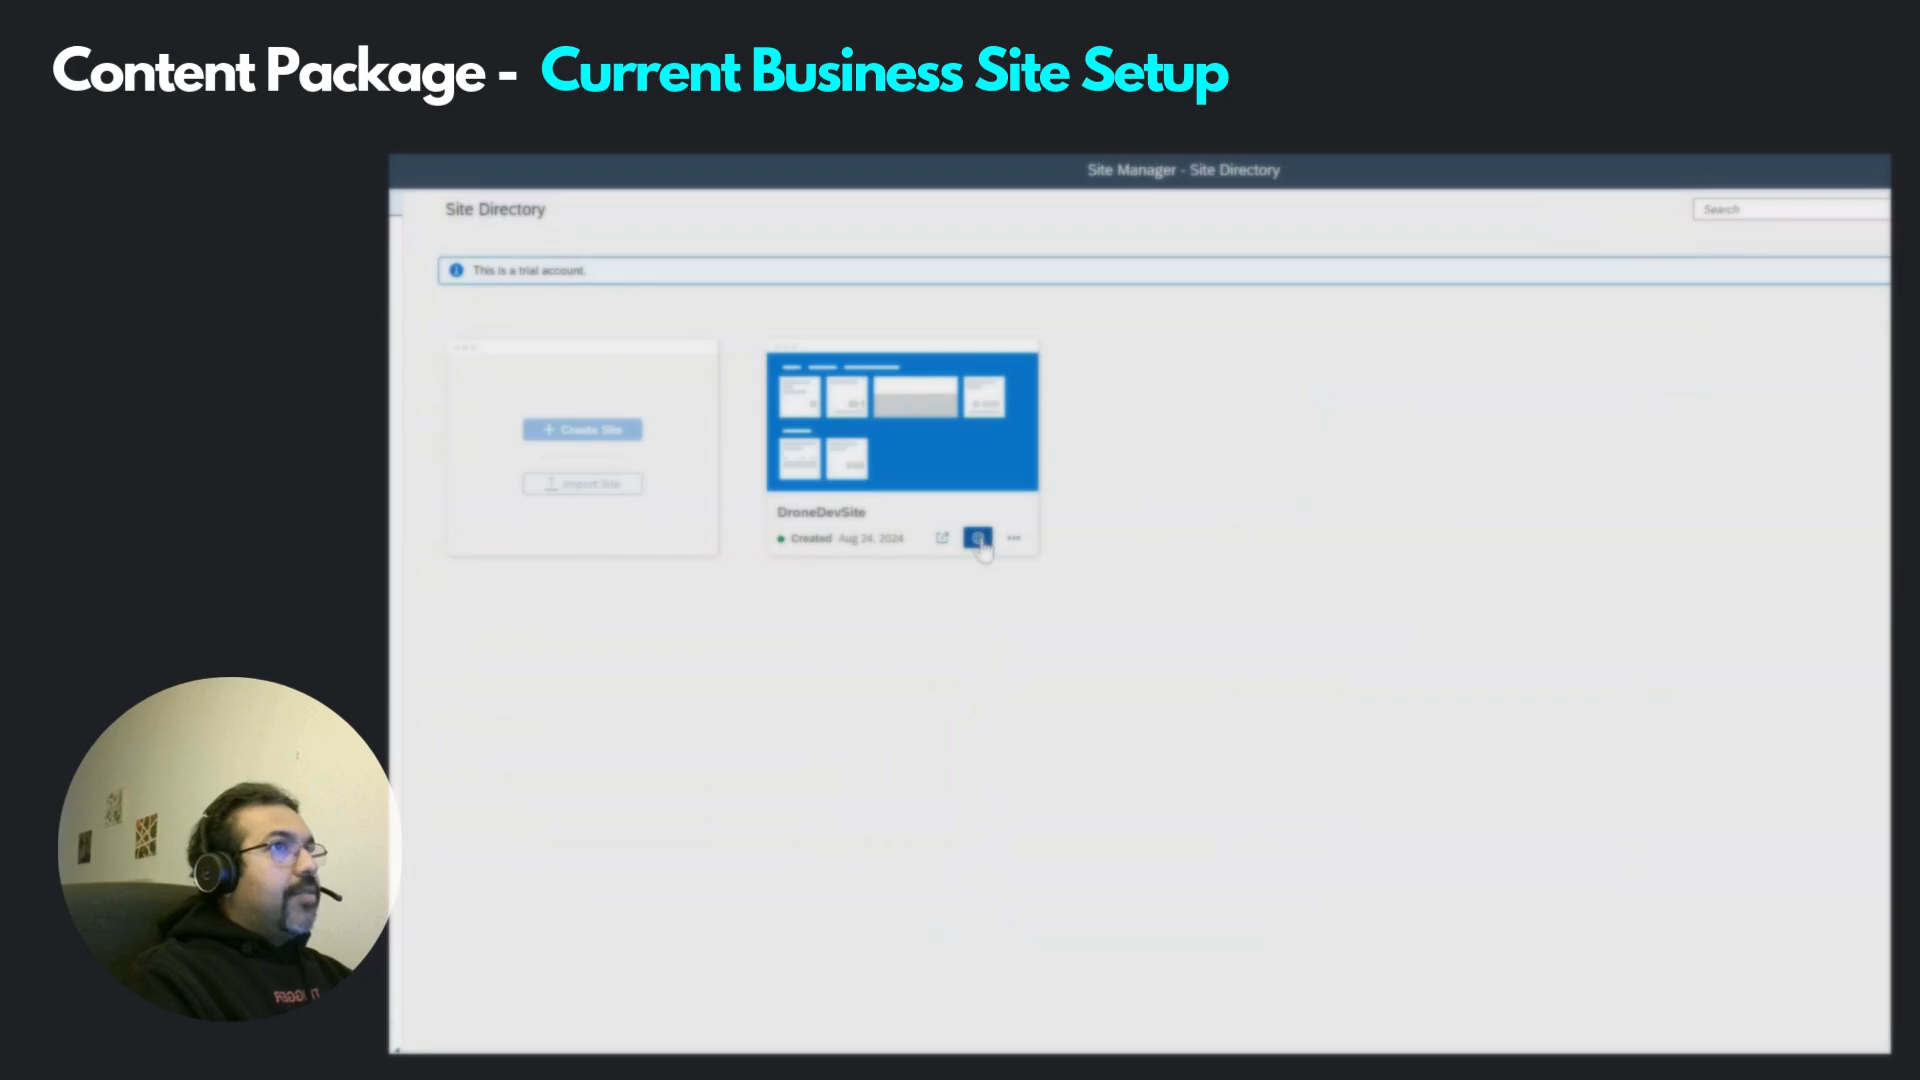 Content Package - Current Business Site Setup
Site Manager - Site Directory
Site Directory
Search
This is a trial account.
+ Create Site
Import Site
DroneDevSite
Created Aug 24, 2024